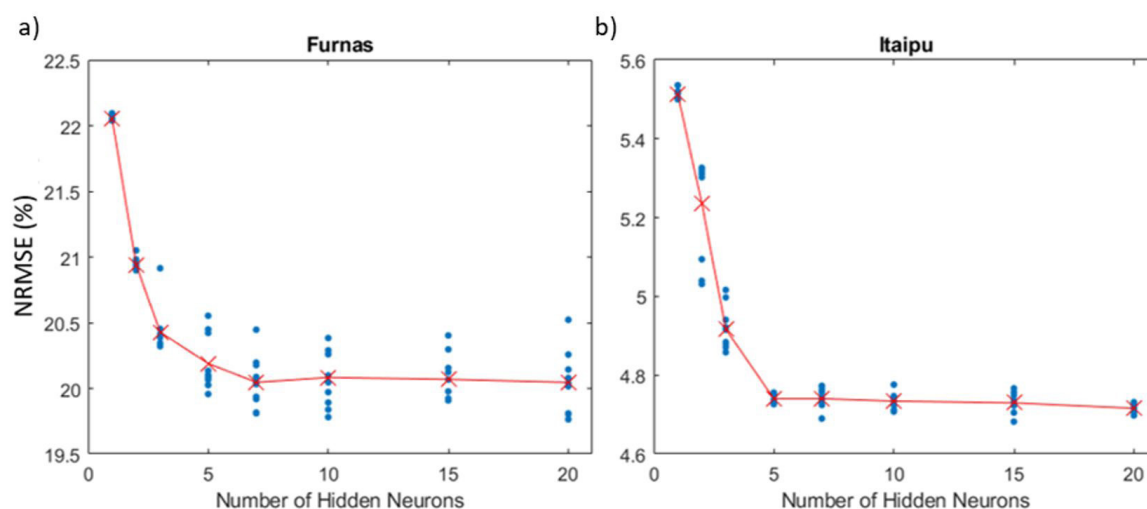 a)
Furnas
22.5
22
21.5
21
20.5
20
19.5
0 5 10 15 20
Number of Hidden Neurons
NRMSE (%)
b)
Itaipu
5.6
5.4
5.2
5
4.8
4.6
0 5 10 15 20
Number of Hidden Neurons